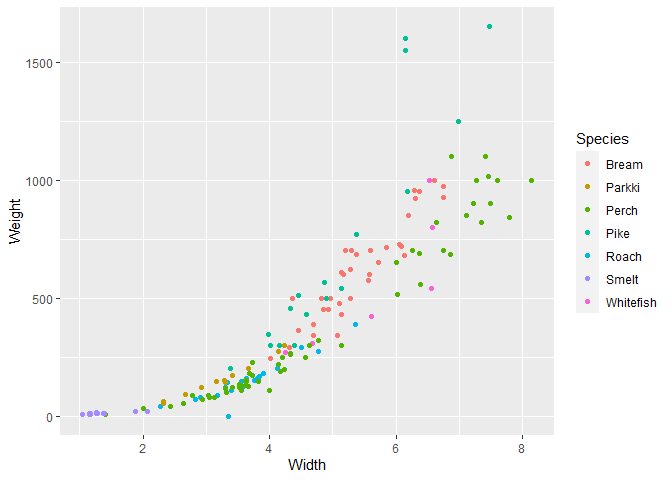 1500
1000
500
0
Weight
2
4
6
8
Width
Species
Bream
Parkki
Perch
Pike
Roach
Smelt
Whitefish